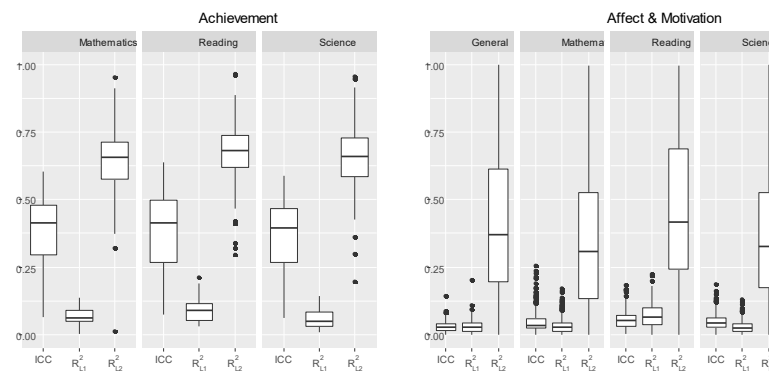 Achievement
Affect & Motivation
Mathematics
Reading
Science
General
Mathema
Reading
Scienc
1.00
0.75
0.50
0.25
0.00
1.00
0.75
0.50
0.25
0.00
ICC R²L1 R²L2
ICC R²L1 R²L2
ICC R²L1 R²L2
ICC R²L1 R²L2
ICC R²L1 R²L2
ICC R²L1 R²L2
ICC R²L1